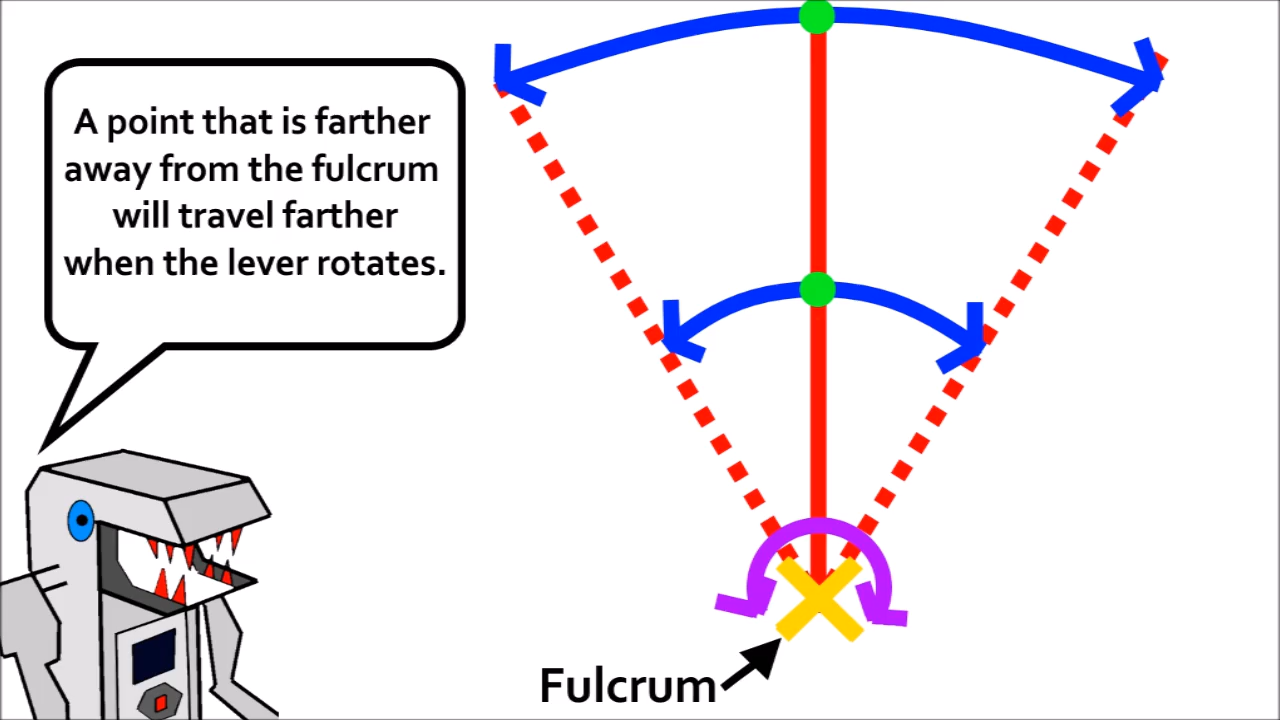 A point that is farther
away from the fulcrum
will travel farther
when the lever rotates.
Fulcrum